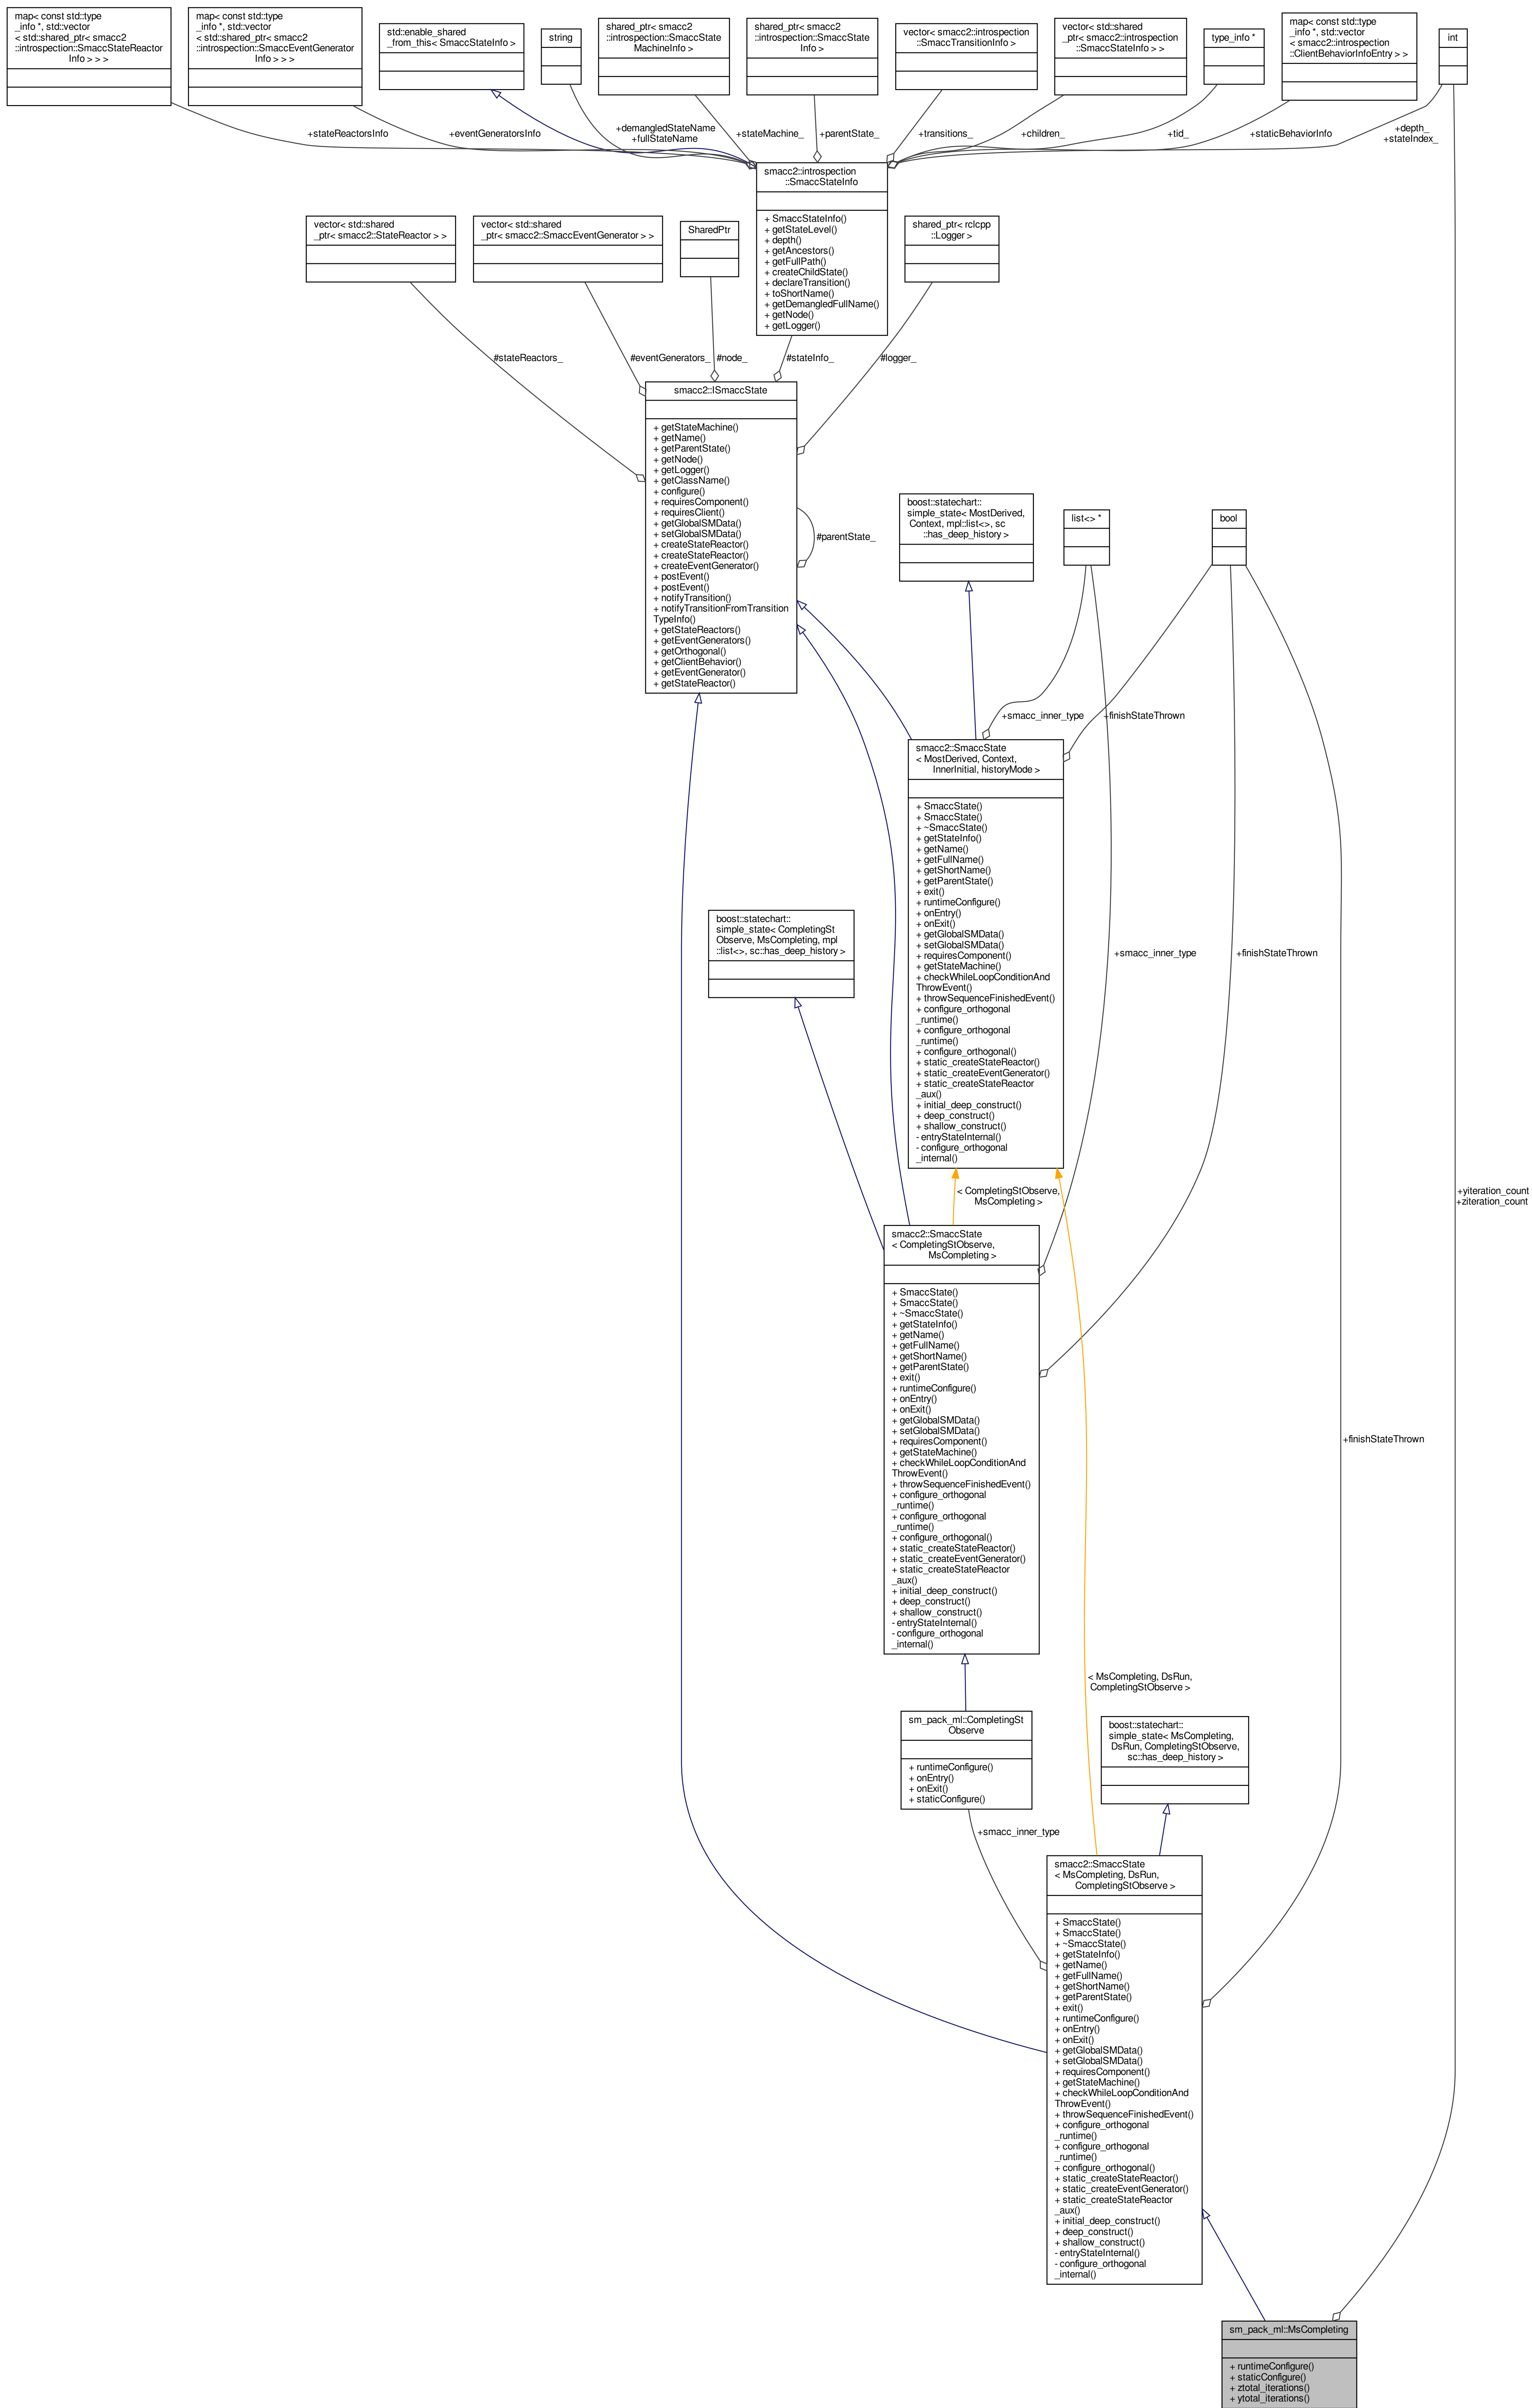 map< const std::type
_info *, std::vector
< std::shared_ptr< smacc2
::introspection::SmaccStateReactor
Info > > >
map< const std::type
_info *, std::vector
< std::shared_ptr< smacc2
::introspection::SmaccEventGenerator
Info > > >
std::enable_shared
_from_this< SmaccStateInfo >
string
shared_ptr< smacc2
::introspection::SmaccState
MachineInfo >
shared_ptr< smacc2
::introspection::SmaccState
Info >
vector< smacc2::introspection
::SmaccTransitionInfo >
vector< std::shared
_ptr< smacc2::introspection
::SmaccStateInfo > >
type_info *
map< const std::type
_info *, std::vector
< smacc2::introspection
::ClientBehaviorInfoEntry > >
int
+stateReactorsInfo
+eventGeneratorsInfo
+demangledStateName
+fullStateName
+stateMachine_
+parentState_
+transitions_
+children_
+tid_
+staticBehaviorInfo
+depth_
+stateIndex_
smacc2::introspection
::SmaccStateInfo
+ SmaccStateInfo()
+ getStateLevel()
+ depth()
+ getAncestors()
+ getFullPath()
+ createChildState()
+ declareTransition()
+ toShortName()
+ getDemangledFullName()
+ getNode()
+ getLogger()
vector< std::shared
_ptr< smacc2::StateReactor > >
vector< std::shared
_ptr< smacc2::SmaccEventGenerator > >
SharedPtr
shared_ptr< rclcpp
::Logger >
#stateReactors_
#eventGenerators_
#node_
#stateInfo_
#logger_
smacc2::ISmaccState
+ getStateMachine()
+ getName()
+ getParentState()
+ getNode()
+ getLogger()
+ getClassName()
+ configure()
+ requiresComponent()
+ requiresClient()
+ getGlobalSMData()
+ setGlobalSMData()
+ createStateReactor()
+ createStateReactor()
+ createEventGenerator()
+ postEvent()
+ postEvent()
+ notifyTransition()
+ notifyTransitionFromTransition
TypeInfo()
+ getStateReactors()
+ getEventGenerators()
+ getOrthogonal()
+ getClientBehavior()
+ getEventGenerator()
+ getStateReactor()
#parentState_
boost::statechart::
simple_state< MostDerived,
Context, mpl::list<>, sc
::has_deep_history >
list<> *
bool
+smacc_inner_type
+finishStateThrown
smacc2::SmaccState
< MostDerived, Context,
InnerInitial, historyMode >
+ SmaccState()
+ SmaccState()
+ ~SmaccState()
+ getStateInfo()
+ getName()
+ getFullName()
+ getShortName()
+ getParentState()
+ exit()
+ runtimeConfigure()
+ onEntry()
+ onExit()
+ getGlobalSMData()
+ setGlobalSMData()
+ requiresComponent()
+ getStateMachine()
+ checkWhileLoopConditionAnd
ThrowEvent()
+ throwSequenceFinishedEvent()
+ configure_orthogonal
_runtime()
+ configure_orthogonal
_runtime()
+ configure_orthogonal()
+ static_createStateReactor()
+ static_createEventGenerator()
+ static_createStateReactor
_aux()
+ initial_deep_construct()
+ deep_construct()
+ shallow_construct()
- entryStateInternal()
- configure_orthogonal
_internal()
boost::statechart::
simple_state< CompletingSt
Observe, MsCompleting, mpl
::list<>, sc::has_deep_history >
+smacc_inner_type
+finishStateThrown
< CompletingStObserve,
MsCompleting >
+yiteration_count
+ziteration_count
smacc2::SmaccState
< CompletingStObserve,
MsCompleting >
+ SmaccState()
+ SmaccState()
+ ~SmaccState()
+ getStateInfo()
+ getName()
+ getFullName()
+ getShortName()
+ getParentState()
+ exit()
+ runtimeConfigure()
+ onEntry()
+ onExit()
+ getGlobalSMData()
+ setGlobalSMData()
+ requiresComponent()
+ getStateMachine()
+ checkWhileLoopConditionAnd
ThrowEvent()
+ throwSequenceFinishedEvent()
+ configure_orthogonal
_runtime()
+ configure_orthogonal
_runtime()
+ configure_orthogonal()
+ static_createStateReactor()
+ static_createEventGenerator()
+ static_createStateReactor
_aux()
+ initial_deep_construct()
+ deep_construct()
+ shallow_construct()
- entryStateInternal()
- configure_orthogonal
_internal()
+finishStateThrown
< MsCompleting, DsRun,
CompletingStObserve >
sm_pack_ml::CompletingSt
Observe
+ runtimeConfigure()
+ onEntry()
+ onExit()
+ staticConfigure()
boost::statechart::
simple_state< MsCompleting,
DsRun, CompletingStObserve,
sc::has_deep_history >
+smacc_inner_type
smacc2::SmaccState
< MsCompleting, DsRun,
CompletingStObserve >
+ SmaccState()
+ SmaccState()
+ ~SmaccState()
+ getStateInfo()
+ getName()
+ getFullName()
+ getShortName()
+ getParentState()
+ exit()
+ runtimeConfigure()
+ onEntry()
+ onExit()
+ getGlobalSMData()
+ setGlobalSMData()
+ requiresComponent()
+ getStateMachine()
+ checkWhileLoopConditionAnd
ThrowEvent()
+ throwSequenceFinishedEvent()
+ configure_orthogonal
_runtime()
+ configure_orthogonal
_runtime()
+ configure_orthogonal()
+ static_createStateReactor()
+ static_createEventGenerator()
+ static_createStateReactor
_aux()
+ initial_deep_construct()
+ deep_construct()
+ shallow_construct()
- entryStateInternal()
- configure_orthogonal
_internal()
sm_pack_ml::MsCompleting
+ runtimeConfigure()
+ staticConfigure()
+ ztotal_iterations()
+ ytotal_iterations()